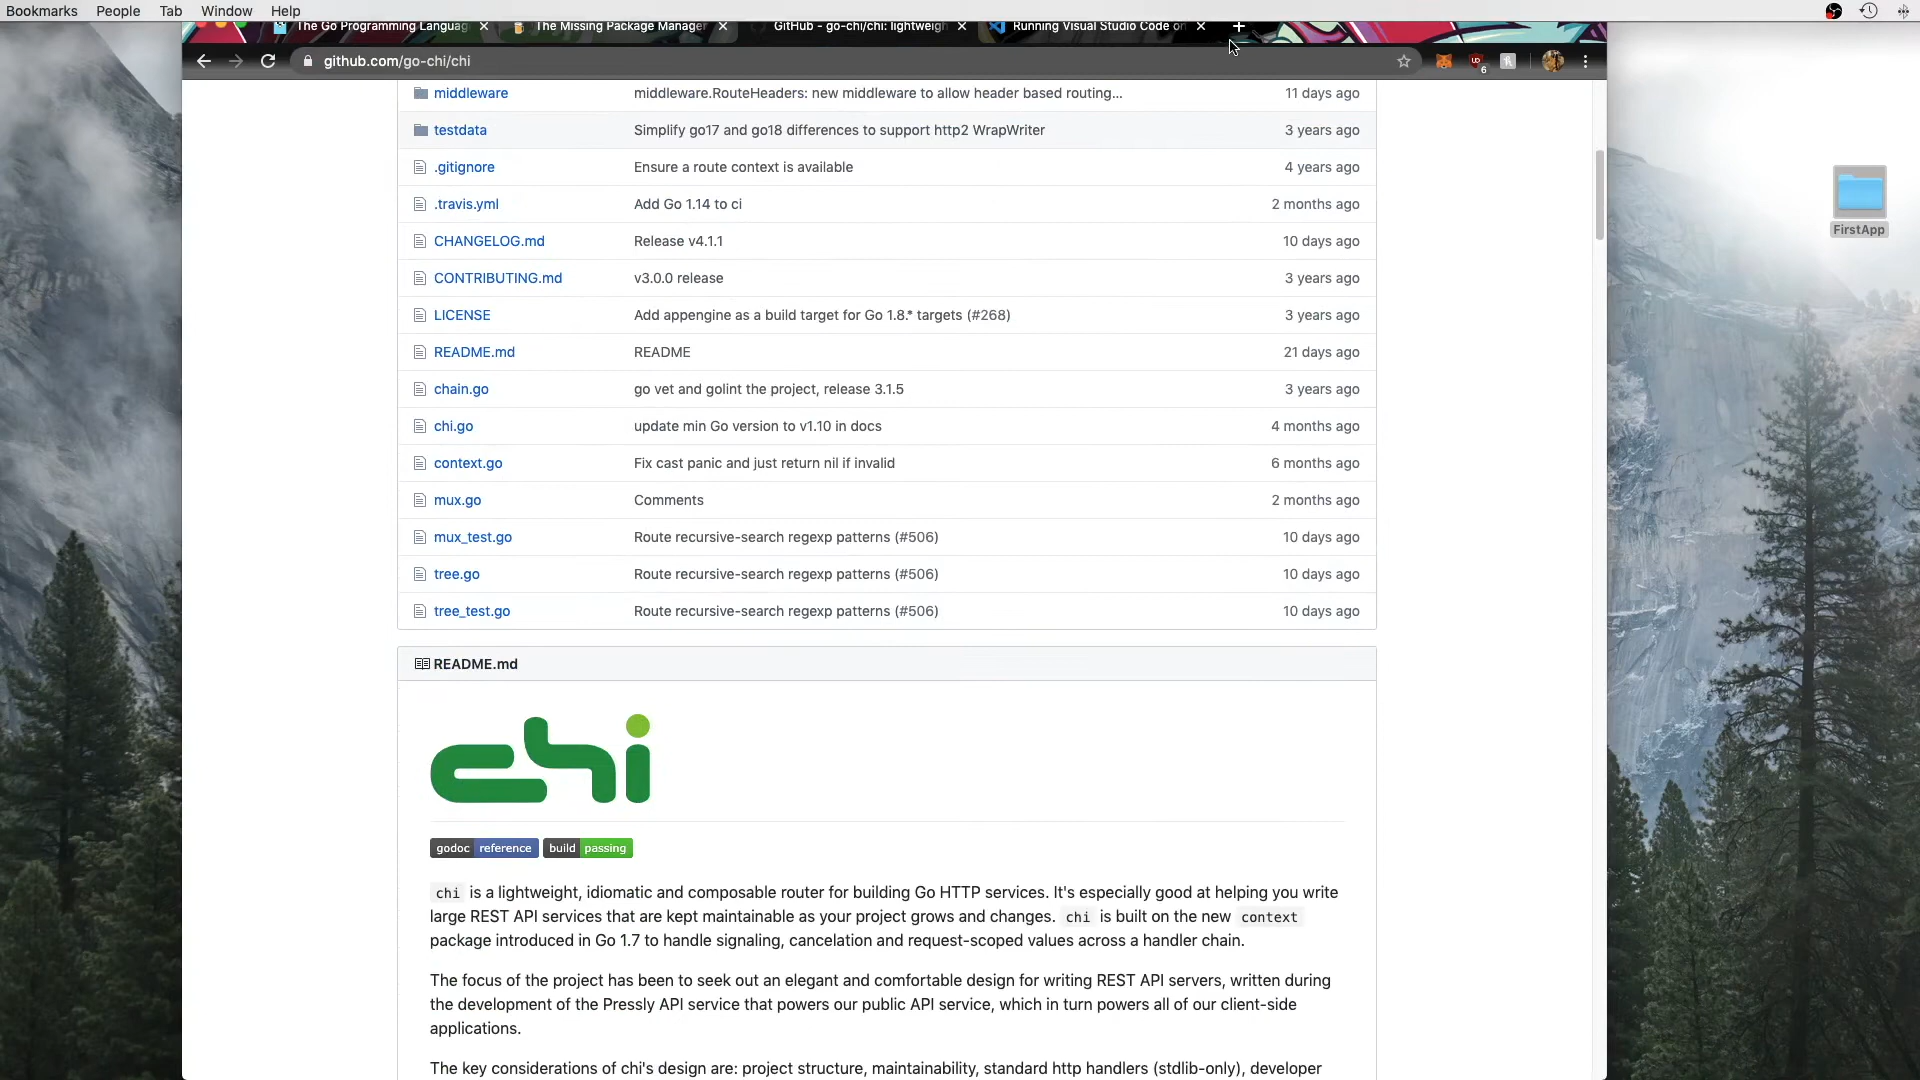 Bookmarks People Tab Window Help
The Go Programming Languag
The Missing Package Manager
GitHub - go-chi/chi: lightweigh
Running Visual Studio Code on
github.com/go-chi/chi
UD
6
FirstApp
middleware middleware.RouteHeaders: new middleware to allow header based routing... 11 days ago
testdata Simplify go17 and go18 differences to support http2 WrapWriter 3 years ago
.gitignore Ensure a route context is available 4 years ago
.travis.yml Add Go 1.14 to ci 2 months ago
CHANGELOG.md Release v4.1.1 10 days ago
CONTRIBUTING.md v3.0.0 release 3 years ago
LICENSE Add appengine as a build target for Go 1.8.* targets (#268) 3 years ago
README.md README 21 days ago
chain.go go vet and golint the project, release 3.1.5 3 years ago
chi.go update min Go version to v1.10 in docs 4 months ago
context.go Fix cast panic and just return nil if invalid 6 months ago
mux.go Comments 2 months ago
mux_test.go Route recursive-search regexp patterns (#506) 10 days ago
tree.go Route recursive-search regexp patterns (#506) 10 days ago
tree_test.go Route recursive-search regexp patterns (#506) 10 days ago
README.md
chi
godoc reference build passing
chi is a lightweight, idiomatic and composable router for building Go HTTP services. It's especially good at helping you write
large REST API services that are kept maintainable as your project grows and changes. chi is built on the new context
package introduced in Go 1.7 to handle signaling, cancelation and request-scoped values across a handler chain.
The focus of the project has been to seek out an elegant and comfortable design for writing REST API servers, written during
the development of the Pressly API service that powers our public API service, which in turn powers all of our client-side
applications.
The key considerations of chi's design are: project structure, maintainability, standard http handlers (stdlib-only), developer